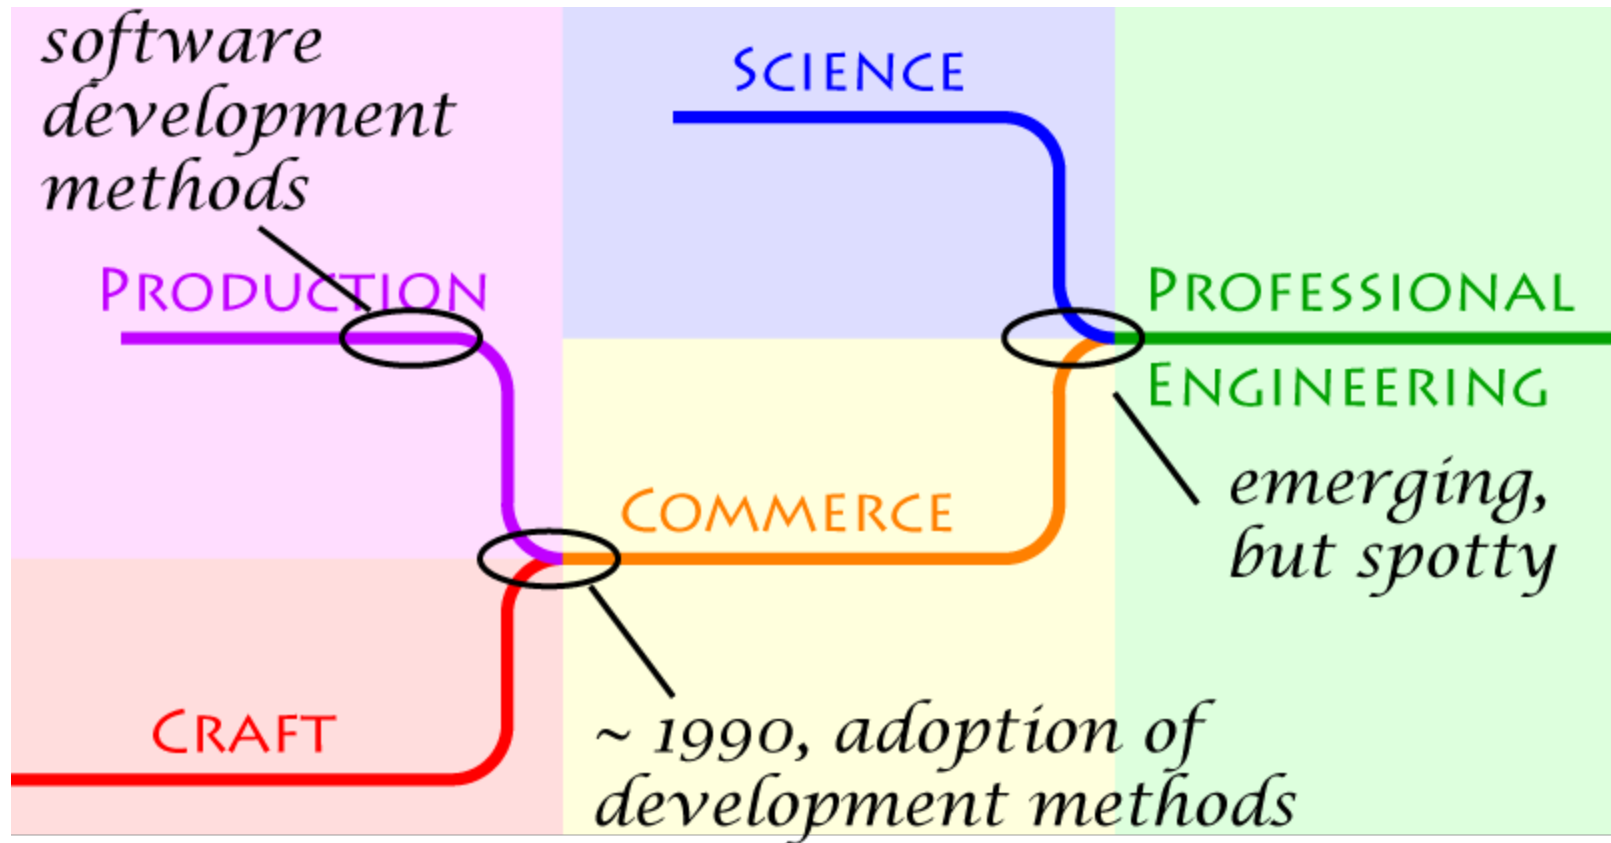 software
development
methods
SCIENCE
PRODUCTION
PROFESSIONAL
ENGINEERING
emerging,
but spotty
COMMERCE
CRAFT
~ 1990, adoption of
development methods